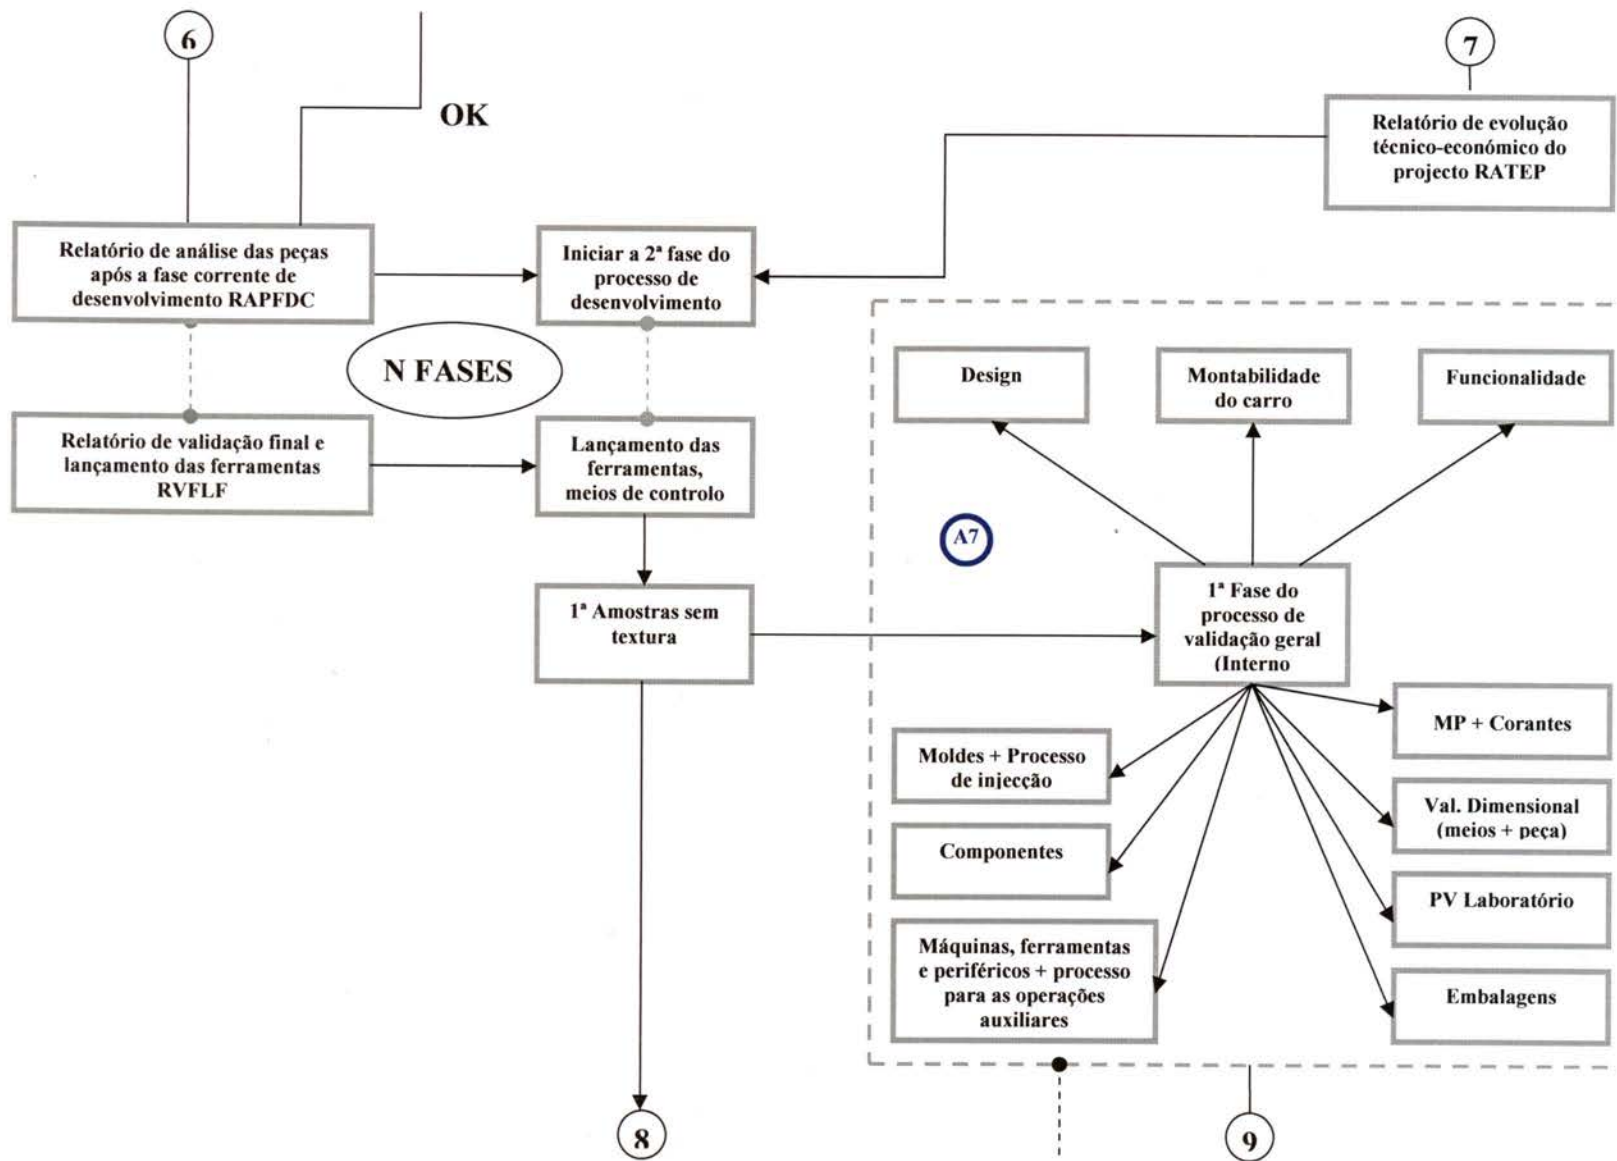 6
7
OK
Relatório de evolução
técnico-económico do
projecto RATEP
Relatório de análise das peças
após a fase corrente de
desenvolvimento RAPFDC
Iniciar a 2ª fase do
processo de
desenvolvimento
N FASES
Design
Montabilidade
do carro
Funcionalidade
Relatório de validação final e
lançamento das ferramentas
RVFLF
Lançamento das
ferramentas,
meios de controlo
A7
1ª Amostras sem
textura
1ª Fase do
processo de
validação geral
(Interno
Moldes + Processo
de injecção
MP + Corantes
Componentes
Val. Dimensional
(meios + peça)
PV Laboratório
Máquinas, ferramentas
e periféricos + processo
para as operações
auxiliares
Embalagens
8
9